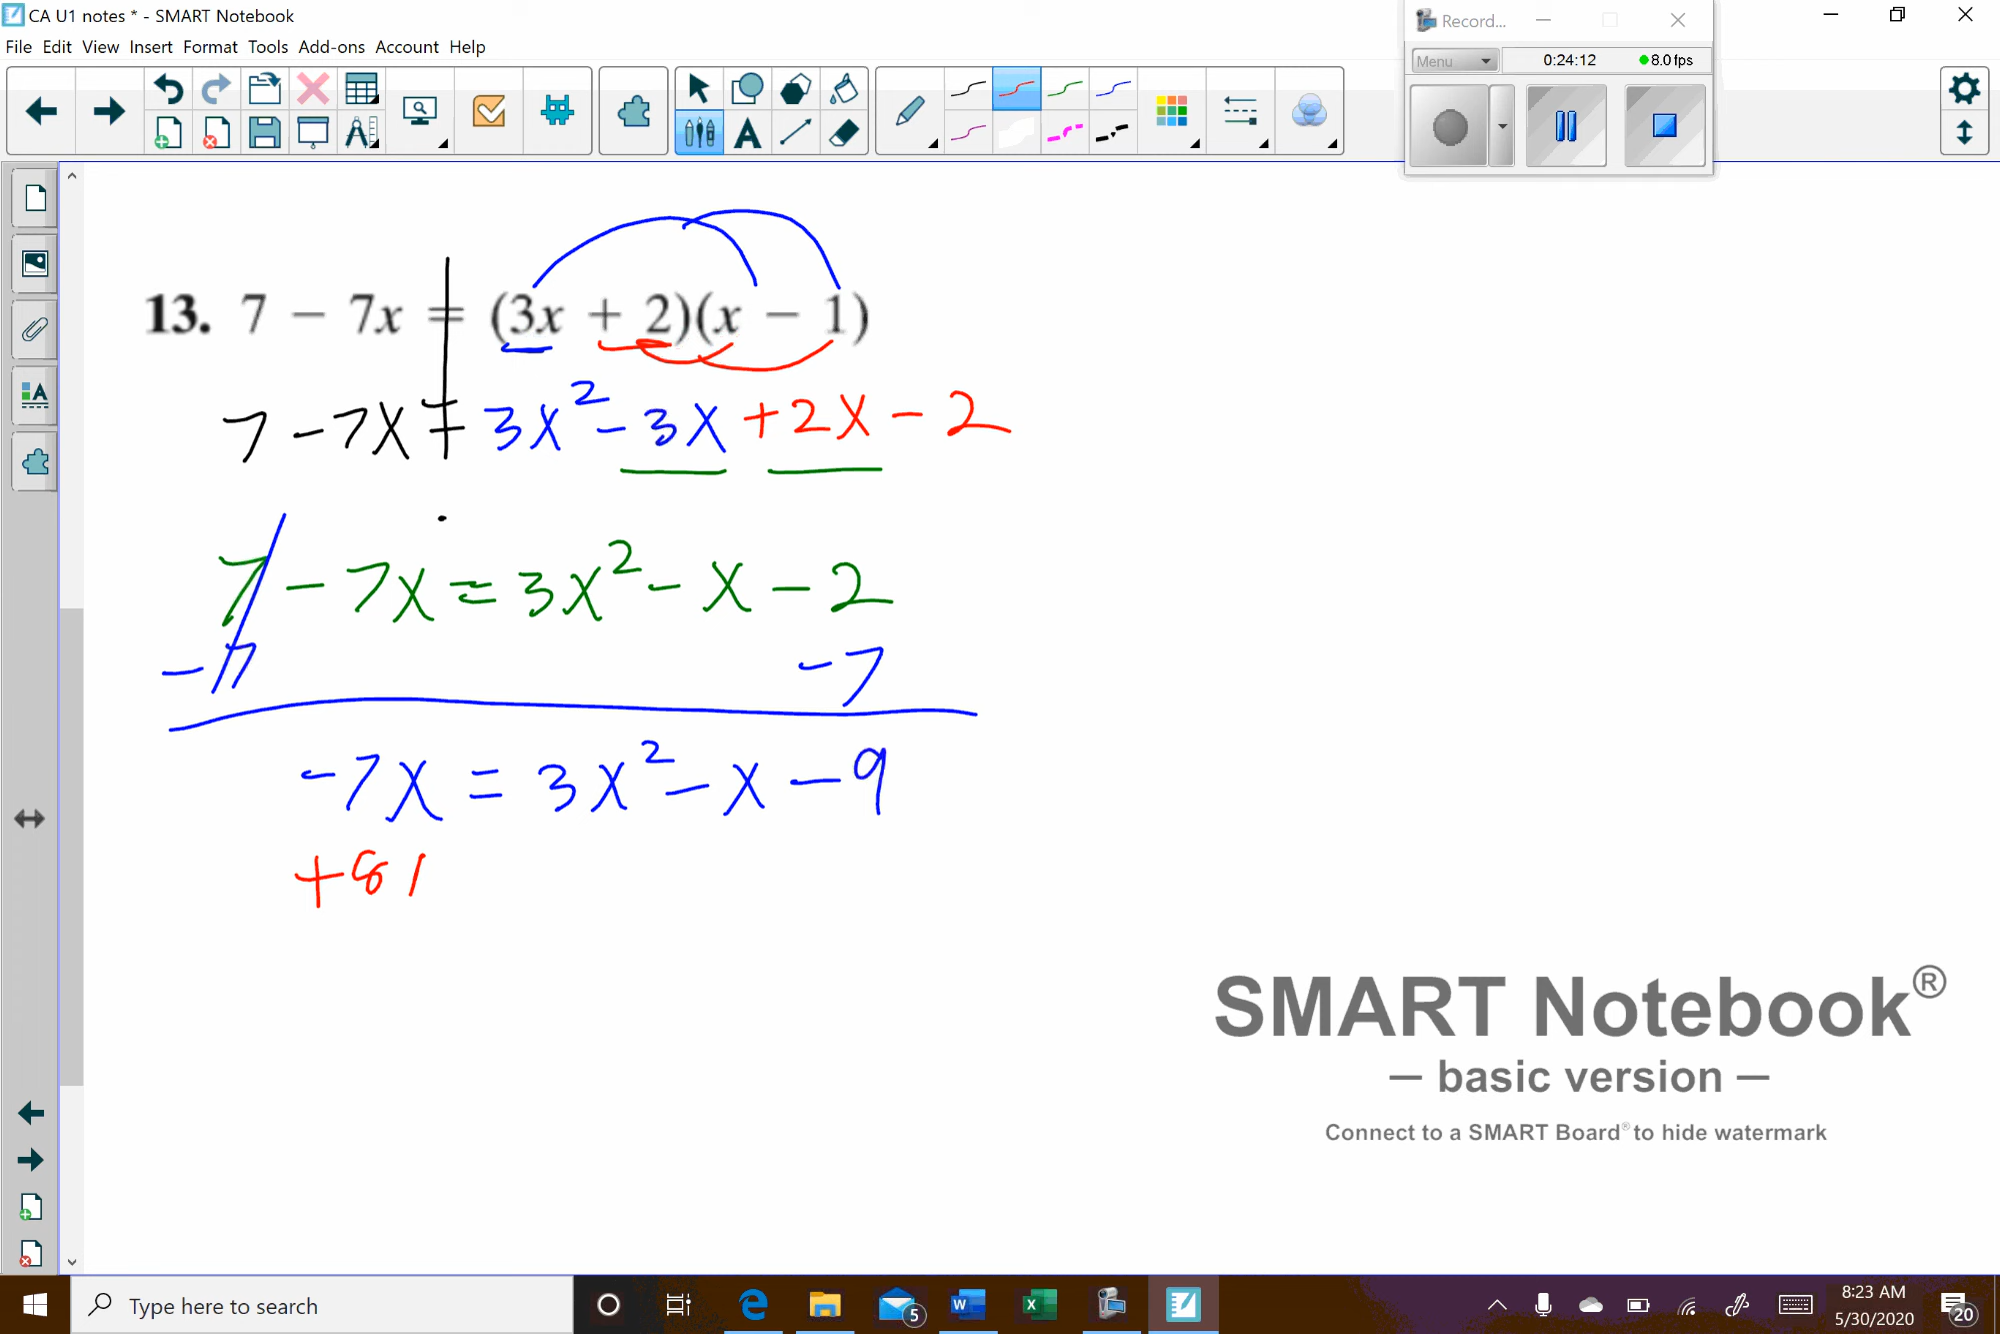 CA U1 notes * - SMART Notebook
File Edit View Insert Format Tools Add-ons Account Help
Record...
Menu 0:24:12 8.0 fps
13. 7 − 7x = (3x + 2)(x − 1)
7 - 7x = 3x² - 3x + 2x - 2
7 - 7x = 3x² - x - 2
-7 -7
-7x = 3x² - x - 9
+8
SMART Notebook®
— basic version —
Connect to a SMART Board® to hide watermark
Type here to search
5
8:23 AM
5/30/2020
20